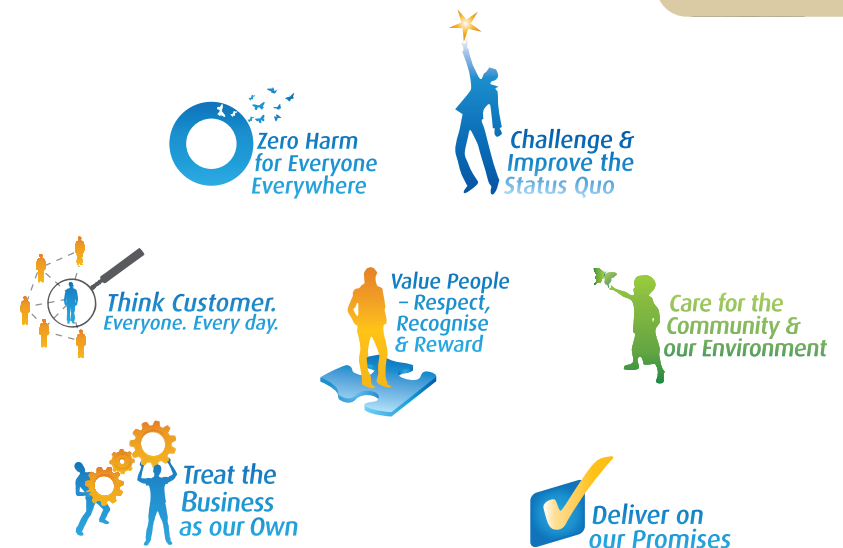 Zero Harm
for Everyone
Everywhere
Challenge &
Improve the
Status Quo
Think Customer.
Everyone. Every day.
Value People
– Respect,
Recognise
& Reward
Care for the
Community &
our Environment
Treat the
Business
as our Own
Deliver on
our Promises